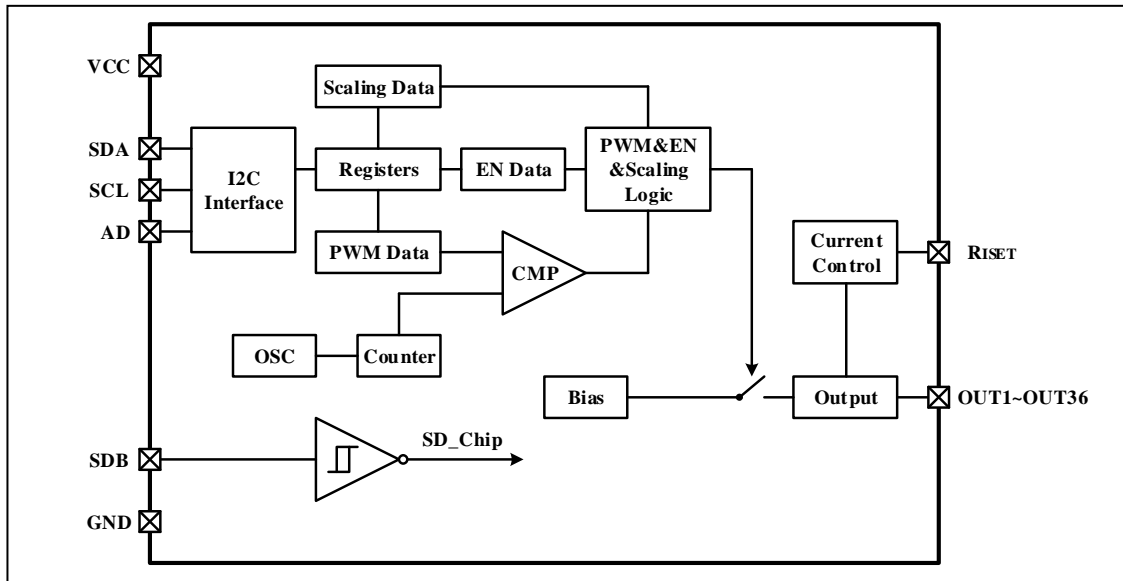 VCC
Scaling Data
SDA
SCL
AD
I2C
Interface
Registers
EN Data
PWM&EN
&Scaling
Logic
PWM Data
CMP
Current
Control
RISET
OSC
Counter
Bias
Output
OUT1~OUT36
SDB
SD_Chip
GND